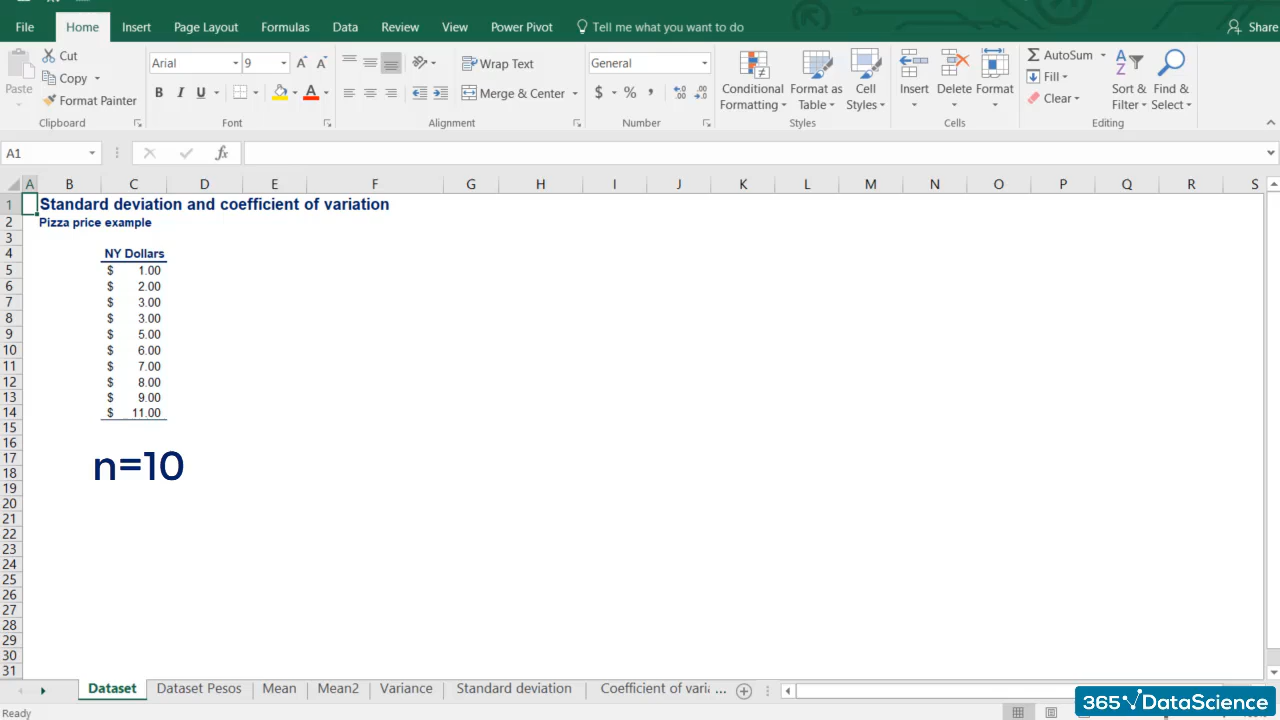 File Home Insert Page Layout Formulas Data Review View Power Pivot Tell me what you want to do Share
Paste
Cut
Copy
Format Painter
Clipboard
Arial 9 A A
B I U A
Font
Wrap Text
Merge & Center
Alignment
General
$ % ,
Number
Conditional Formatting
Format as Table
Cell Styles
Styles
Insert Delete Format
Cells
AutoSum
Fill
Clear
Sort & Filter
Find & Select
Editing
A1 fx
A B C D E F G H I J K L M N O P Q R S
1 Standard deviation and coefficient of variation
2 Pizza price example
3
4 NY Dollars
5 $ 1.00
6 $ 2.00
7 $ 3.00
8 $ 3.00
9 $ 5.00
10 $ 6.00
11 $ 7.00
12 $ 8.00
13 $ 9.00
14 $ 11.00
15
16
17
18
19
20
21
22
23
24
25
26
27
28
29
30
31
n=10
Dataset Dataset Pesos Mean Mean2 Variance Standard deviation Coefficient of varia ...
Ready
365 DataScience